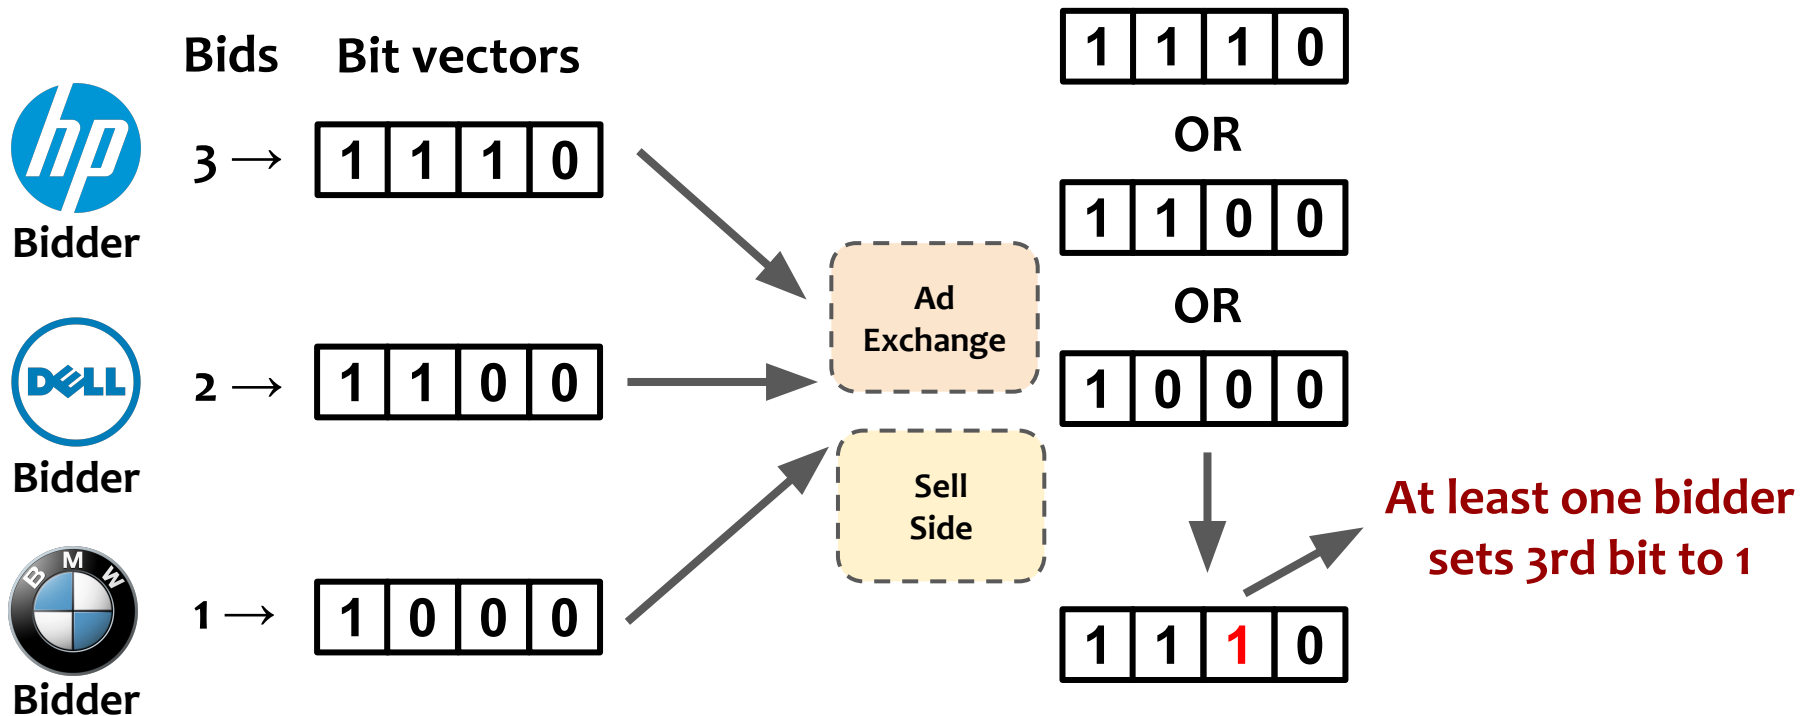 Bids Bit vectors
hp
Bidder
3 → 1 1 1 0
DELL
Bidder
2 → 1 1 0 0
BMW
Bidder
1 → 1 0 0 0
Ad
Exchange
Sell
Side
1 1 1 0
OR
1 1 0 0
OR
1 0 0 0
1 1 1 0
At least one bidder
sets 3rd bit to 1